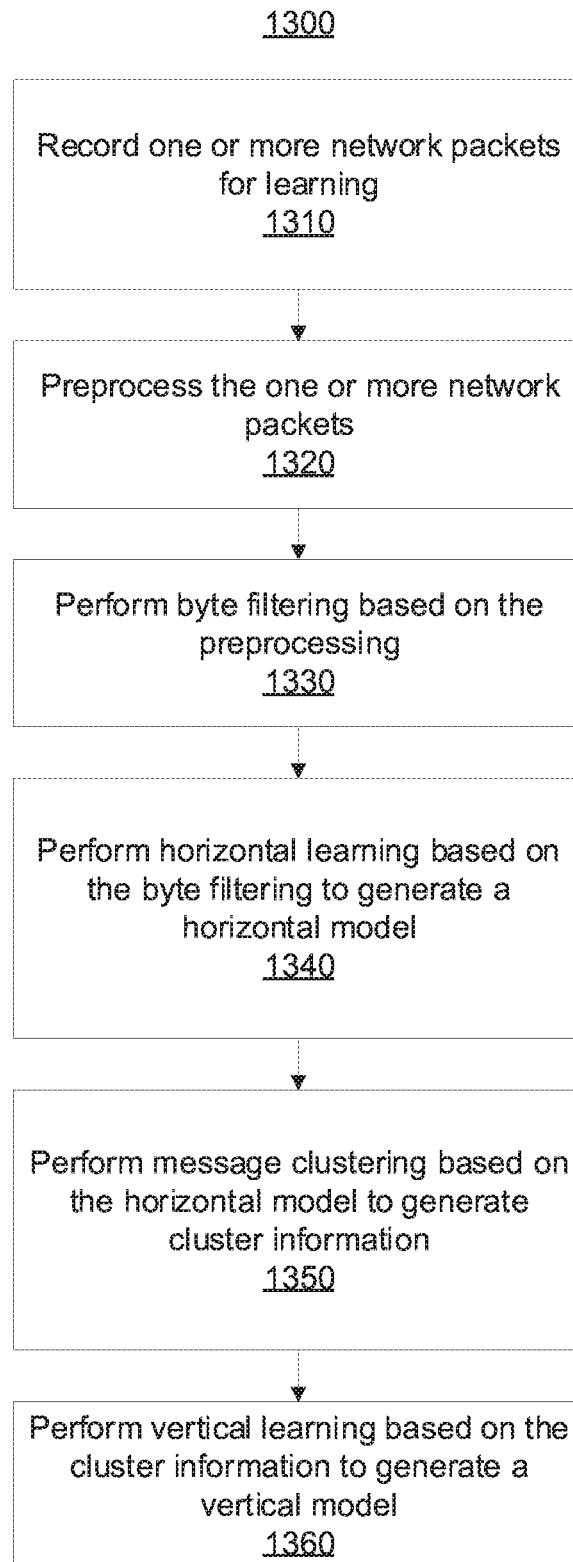 1300
Record one or more network packets
for learning
1310
Preprocess the one or more network
packets
1320
Perform byte filtering based on the
preprocessing
1330
Perform horizontal learning based on
the byte filtering to generate a
horizontal model
1340
Perform message clustering based on
the horizontal model to generate
cluster information
1350
Perform vertical learning based on the
cluster information to generate a
vertical model
1360